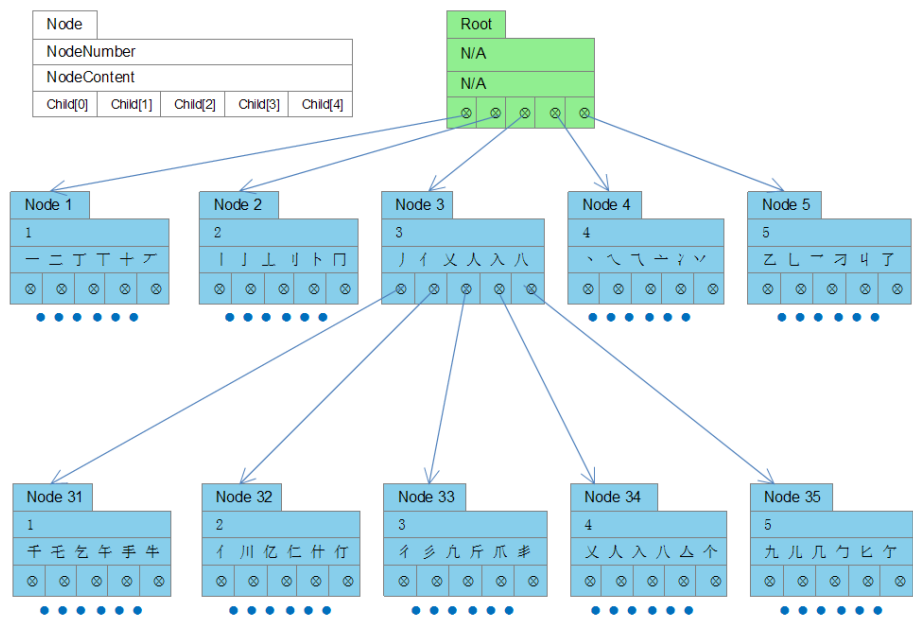 Node
NodeNumber
NodeContent
Child[0] Child[1] Child[2] Child[3] Child[4]
Root
N/A
N/A
Node 1
1
一 二 丁 丅 十 丆
Node 2
2
丨 亅 丄 刂 卜 冂
Node 3
3
丿 亻 乂 人 入 八
Node 4
4
丶 乀 ⺄ 亠 冫 丷
Node 5
5
乙 乚 乛 刁 丩 了
Node 31
1
千 乇 乞 午 手 牛
Node 32
2
亻 川 亿 仁 什 仃
Node 33
3
彳 彡 九 斤 爪
Node 34
4
乂 人 入 八 亼 个
Node 35
5
九 儿 几 勹 匕 亇